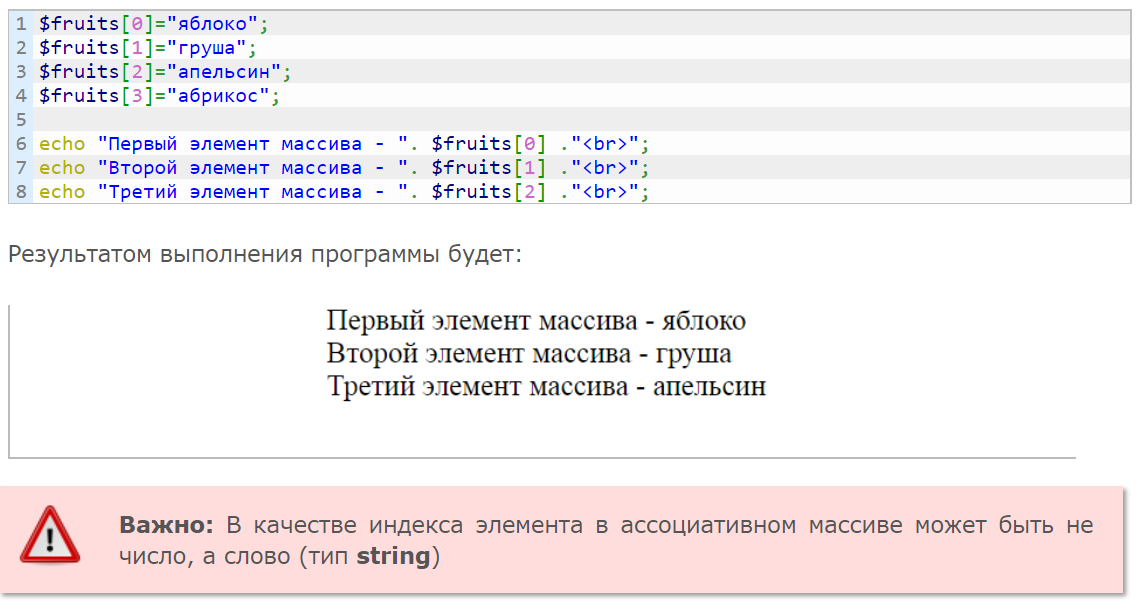 1 $fruits[0]="яблоко";
2 $fruits[1]="груша";
3 $fruits[2]="апельсин";
4 $fruits[3]="абрикос";
5
6 echo "Первый элемент массива - ". $fruits[0] ."<br>";
7 echo "Второй элемент массива - ". $fruits[1] ."<br>";
8 echo "Третий элемент массива - ". $fruits[2] ."<br>";
Результатом выполнения программы будет:
Первый элемент массива - яблоко
Второй элемент массива - груша
Третий элемент массива - апельсин
Важно: В качестве индекса элемента в ассоциативном массиве может быть не
число, а слово (тип string)